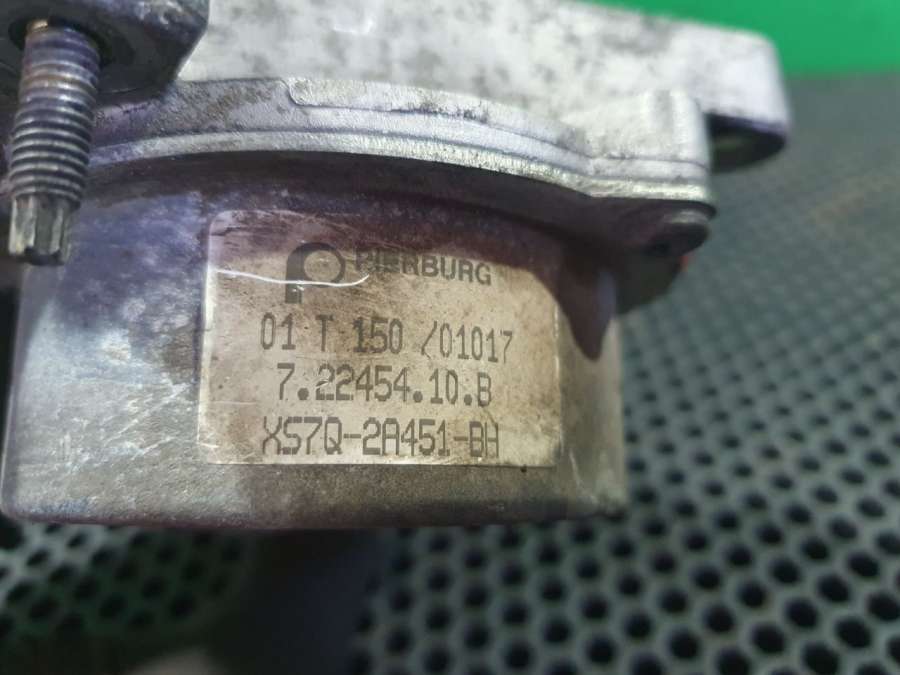 PIERBURG
01 T 150 /01017
7.22454.10.B
XS7Q-2A451-BH